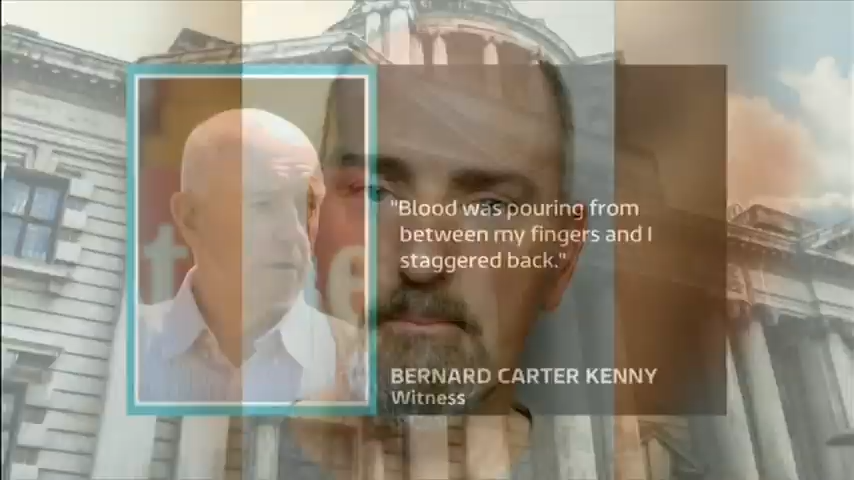 "Blood was pouring from
between my fingers and I
staggered back."
BERNARD CARTER KENNY
Witness